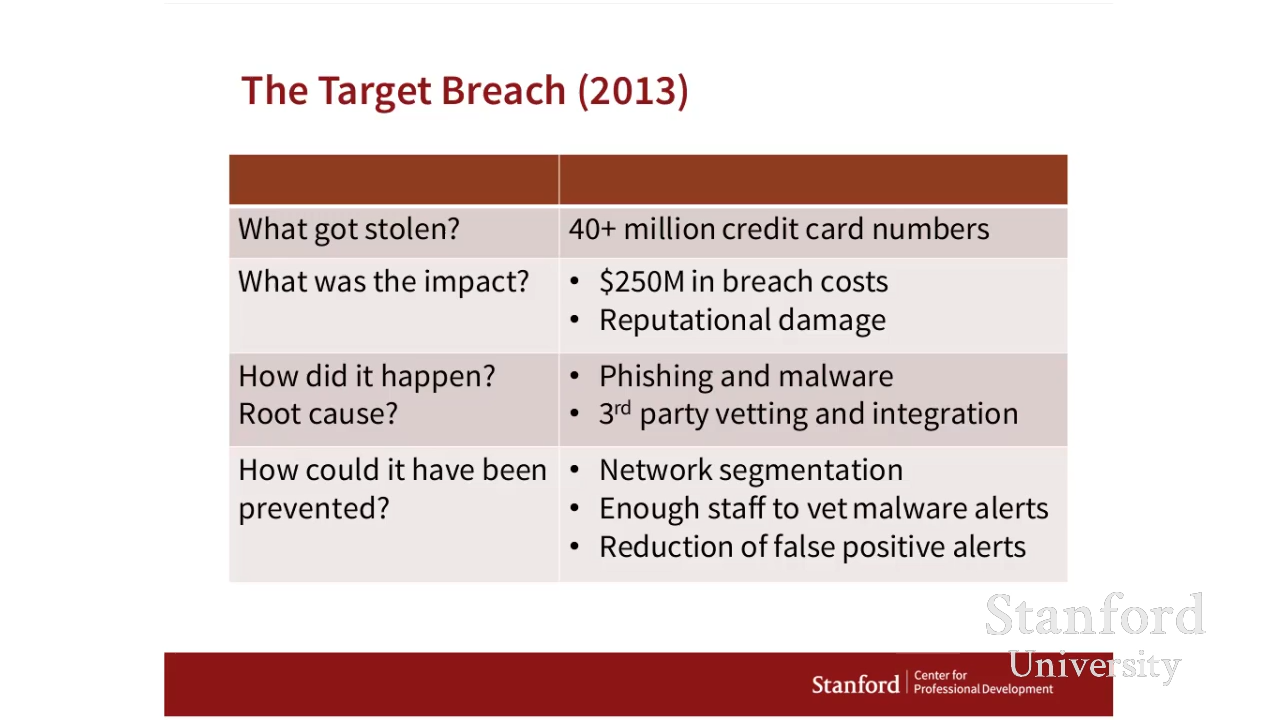 The Target Breach (2013)
What got stolen?
40+ million credit card numbers
What was the impact?
• $250M in breach costs
• Reputational damage
How did it happen?
Root cause?
• Phishing and malware
• 3rd party vetting and integration
How could it have been
prevented?
• Network segmentation
• Enough staff to vet malware alerts
• Reduction of false positive alerts
Stanford
University
Stanford
Center for
Professional Development